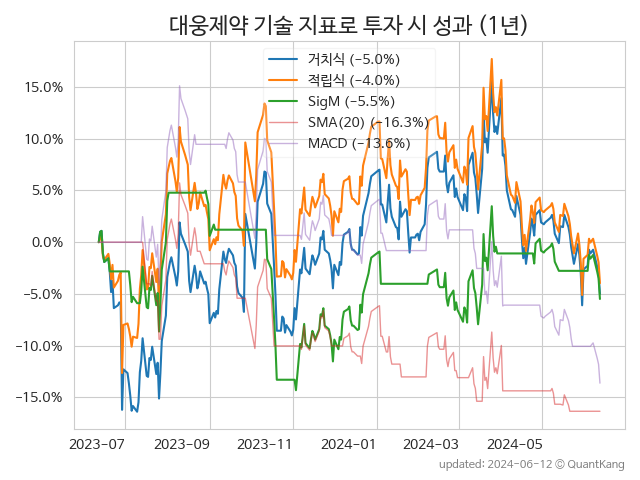 대웅제약 기술 지표로 투자 시 성과 (1년)
거치식 (−5.0%)
적립식 (−4.0%)
SigM (−5.5%)
SMA(20) (−16.3%)
MACD (−13.6%)
15.0%
10.0%
5.0%
0.0%
−5.0%
−10.0%
−15.0%
2023-07 2023-09 2023-11 2024-01 2024-03 2024-05
updated: 2024-06-12 ⓒ QuantKang